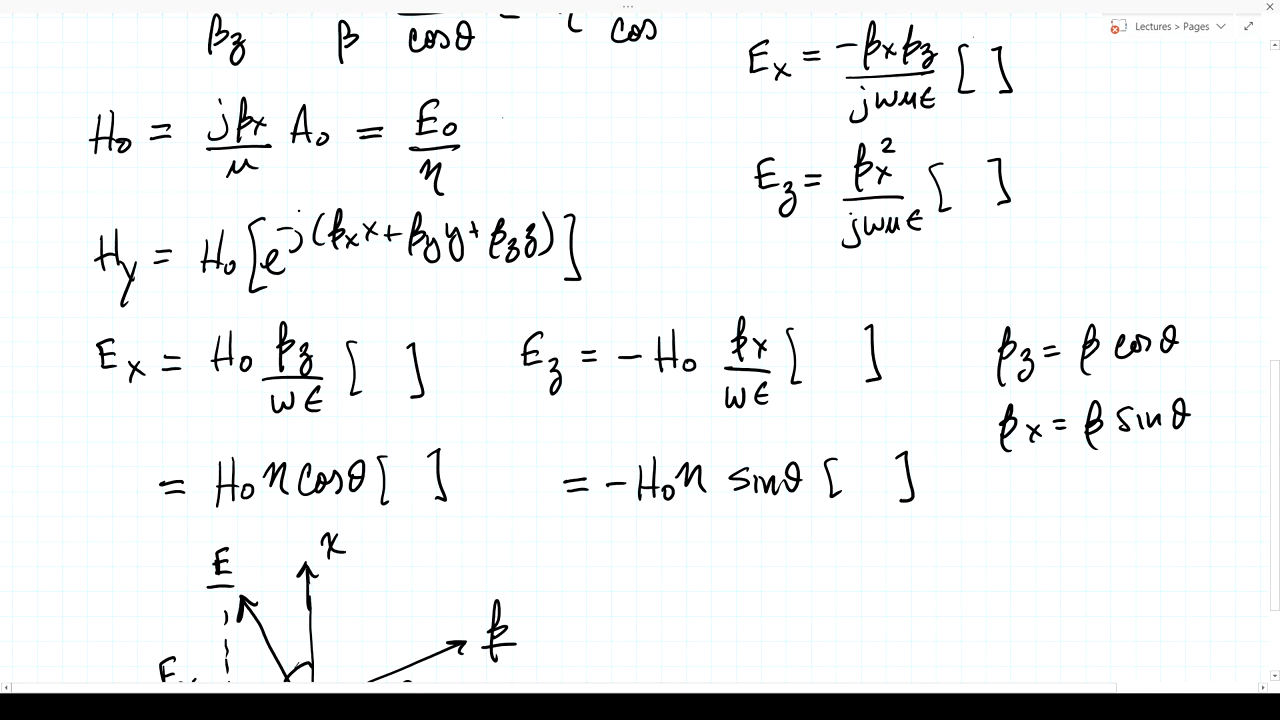 Lectures > Pages
βz β cosθ = cos
Ex = -βxβz / jωμε [ ]
H₀ = jβx / μ A₀ = E₀ / η
Ez = βx² / jωμε [ ]
Hy = H₀ [e^-j(βxx+βyy+βzz)]
Ex = H₀ βz / ωε [ ] Ez = -H₀ βx / ωε [ ] βz = β cosθ
βx = β sinθ
= H₀ η cosθ [ ] = -H₀η sinθ [ ]
E x
β